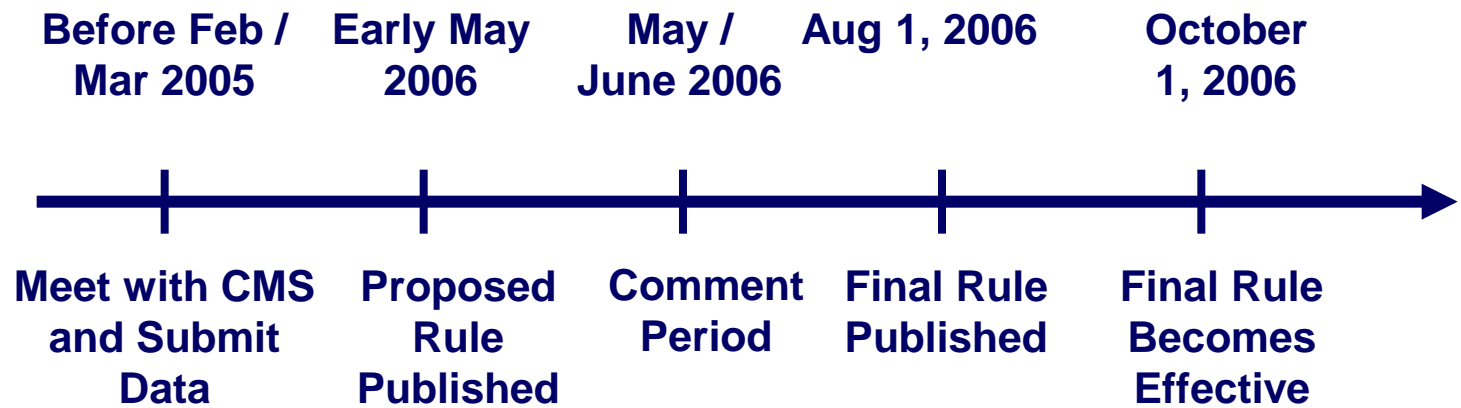 Before Feb /
Mar 2005
Early May
2006
May /
June 2006
Aug 1, 2006
October
1, 2006
Meet with CMS
and Submit
Data
Proposed
Rule
Published
Comment
Period
Final Rule
Published
Final Rule
Becomes
Effective